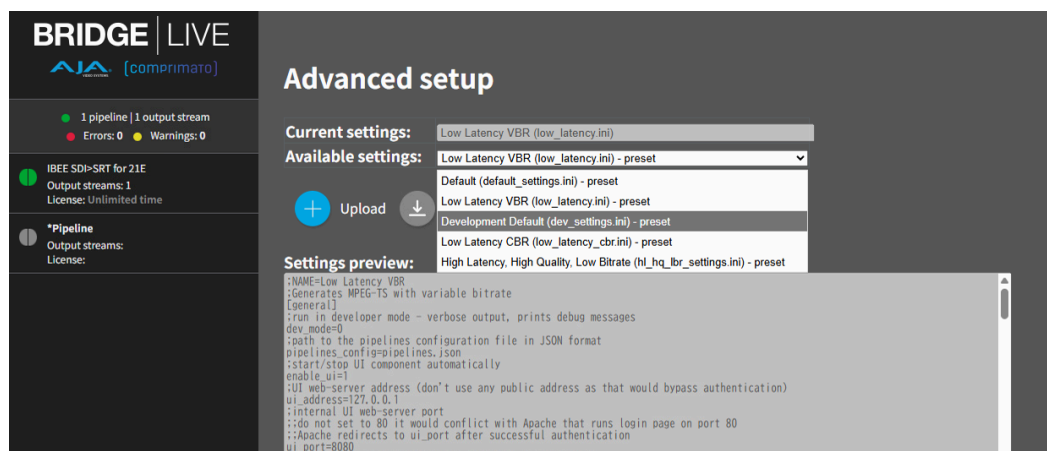 BRIDGE LIVE
AJA VIDEO SYSTEMS [comprimato]
1 pipeline | 1 output stream
Errors: 0 Warnings: 0
IBEE SDI>SRT for 21E
Output streams: 1
License: Unlimited time
*Pipeline
Output streams:
License:
Advanced setup
Current settings: Low Latency VBR (low_latency.ini)
Available settings: Low Latency VBR (low_latency.ini) - preset
Default (default_settings.ini) - preset
Low Latency VBR (low_latency.ini) - preset
Development Default (dev_settings.ini) - preset
Low Latency CBR (low_latency_cbr.ini) - preset
High Latency, High Quality, Low Bitrate (hl_hq_lbr_settings.ini) - preset
Upload
Settings preview:
;NAME=Low Latency VBR
;Generates MPEG-TS with variable bitrate
[general]
;run in developer mode - verbose output, prints debug messages
dev_mode=0
;path to the pipelines configuration file in JSON format
pipelines_config=pipelines.json
;start/stop UI component automatically
enable_ui=1
;UI web-server address (don't use any public address as that would bypass authentication)
ui_address=127.0.0.1
;internal UI web-server port
;;do not set to 80 it would conflict with Apache that runs login page on port 80
;;Apache redirects to ui_port after successful authentication
ui_port=8080